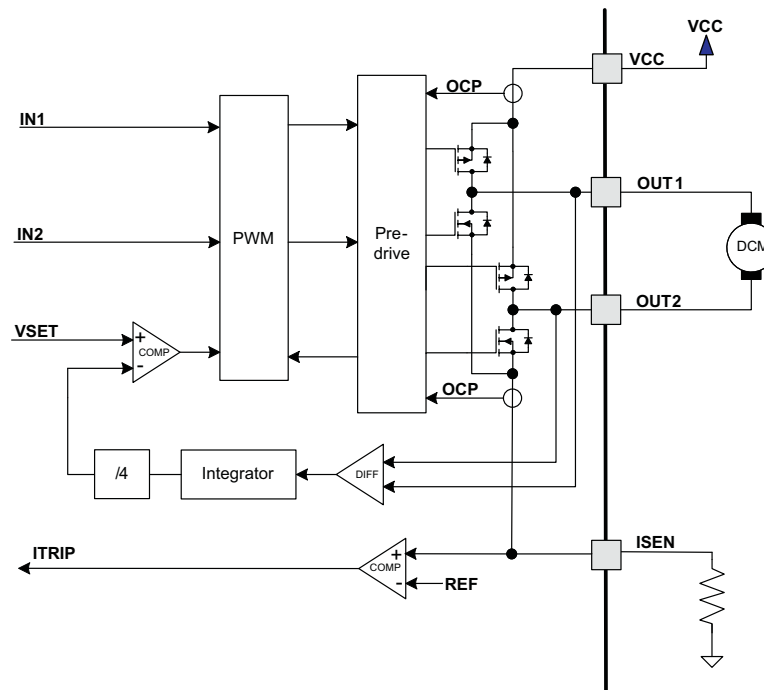 VCC
VCC
OCP
IN1
OUT1
IN2
PWM
Pre-
drive
DCM
OUT2
VSET
+
COMP
-
OCP
/4
Integrator
DIFF
ITRIP
+
COMP
-
REF
ISEN